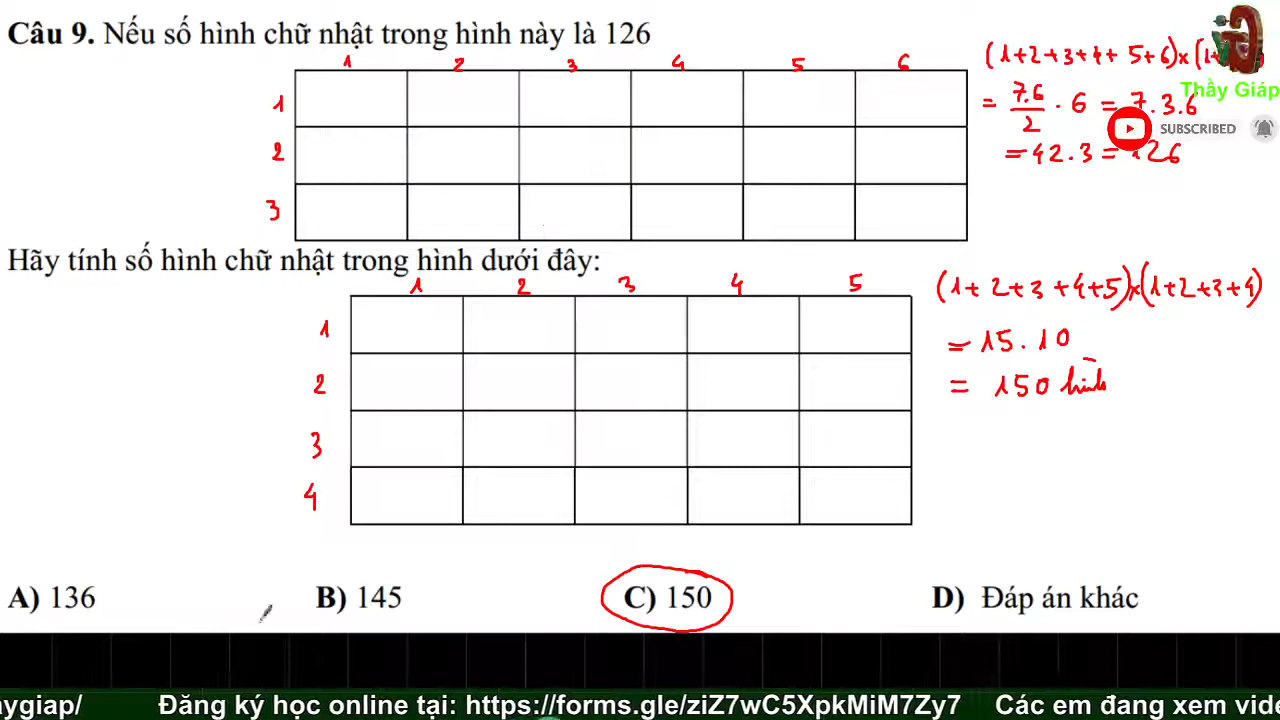 Câu 9. Nếu số hình chữ nhật trong hình này là 126
1 2 3 4 5 6
(1+2+3+4+5+6)x(1+
Thầy Giáp
1
= 7.6/2 . 6 = 7.3.6
SUBSCRIBED
2
= 42.3 = 126
3
Hãy tính số hình chữ nhật trong hình dưới đây:
1 2 3 4 5
(1+2+3+4+5)x(1+2+3+4)
1
= 15.10
2
= 150 hình
3
4
A) 136 B) 145 C) 150 D) Đáp án khác
aygiap/ Đăng ký học online tại: https://forms.gle/ziZ7wC5XpkMiM7Zy7 Các em đang xem vide